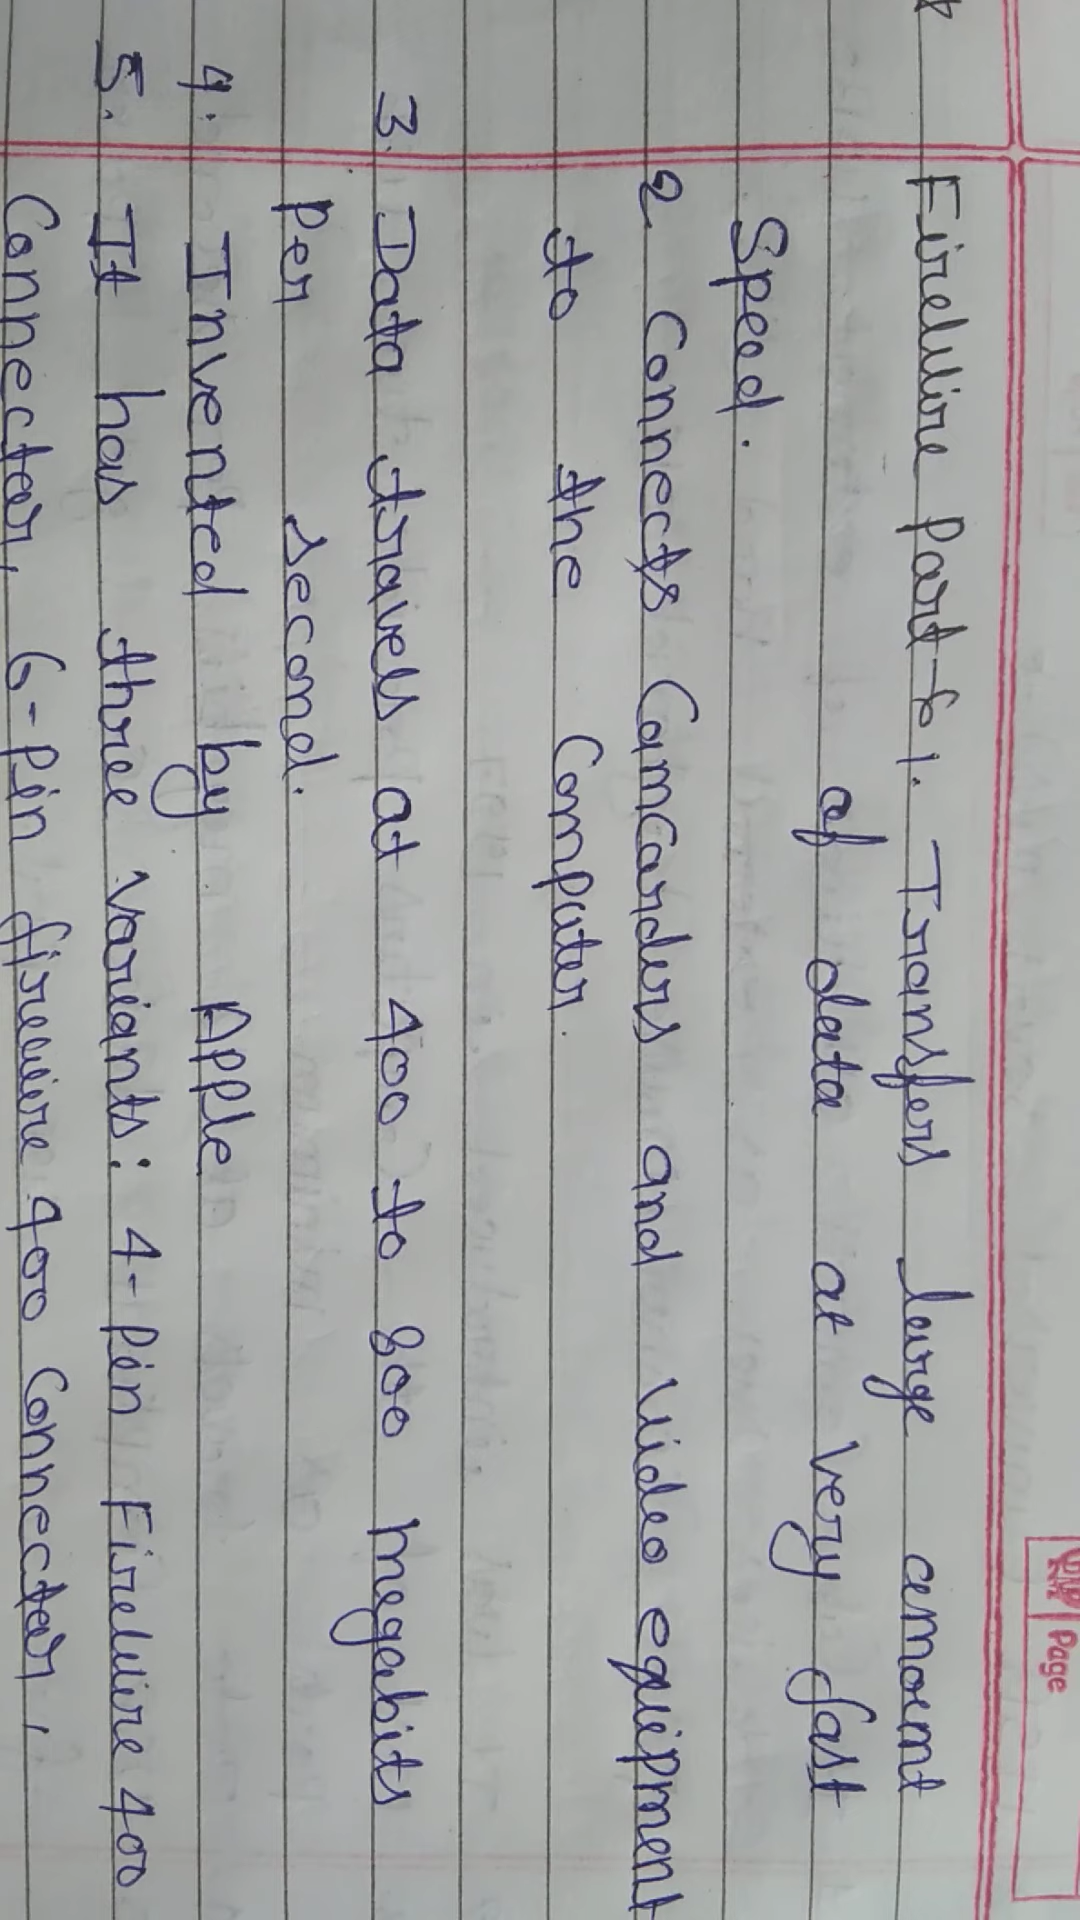 Page
FireWire Part-6 1. Transfers large amount
of data at very fast
Speed.
2. Connects Camcorders and Video equipment
to the Computer.
3. Data travels at 400 to 800 megabits
Per second.
4. Invented by Apple
5. It has three Variants: 4-Pin FireWire 400
Connector, 6-Pin firewire 400 Connector,